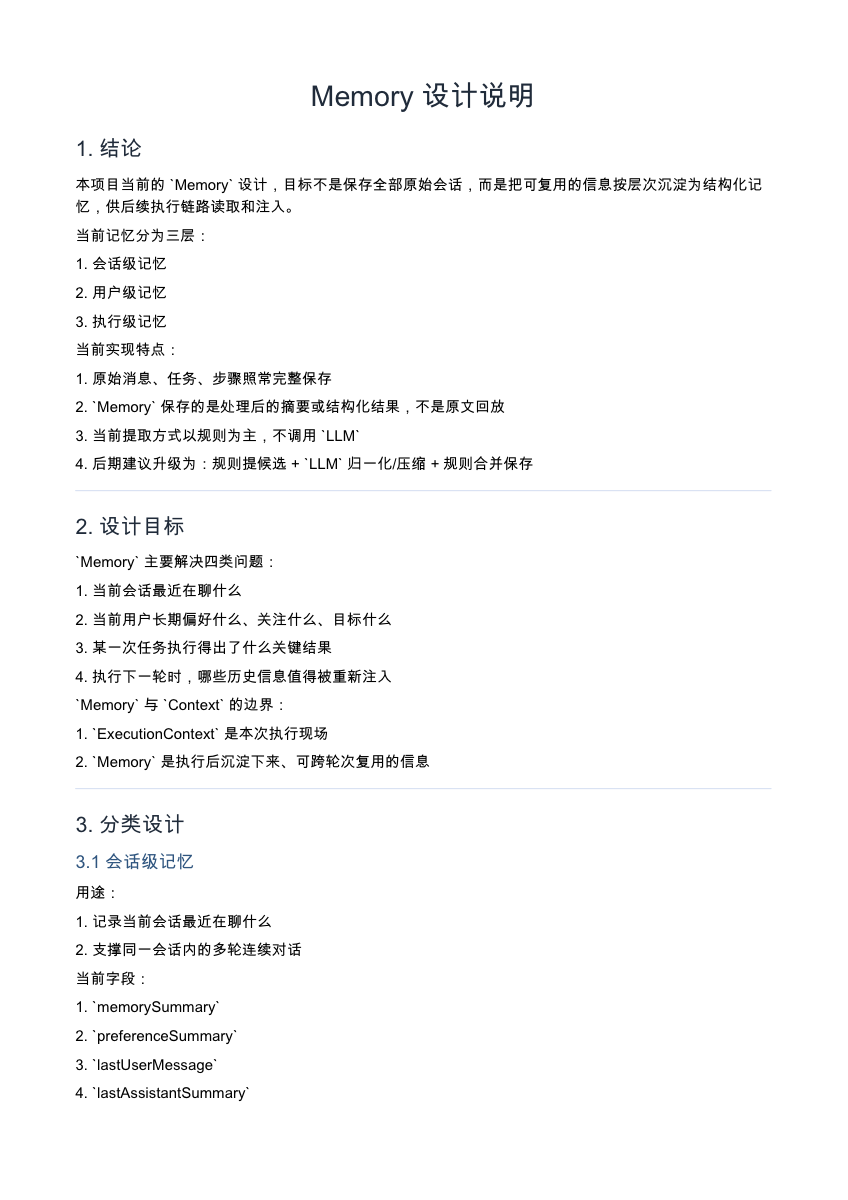 Memory 设计说明
1. 结论
本项目当前的 `Memory` 设计，目标不是保存全部原始会话，而是把可复用的信息按层次沉淀为结构化记
忆，供后续执行链路读取和注入。
当前记忆分为三层：
1. 会话级记忆
2. 用户级记忆
3. 执行级记忆
当前实现特点：
1. 原始消息、任务、步骤照常完整保存
2. `Memory` 保存的是处理后的摘要或结构化结果，不是原文回放
3. 当前提取方式以规则为主，不调用 `LLM`
4. 后期建议升级为：规则提候选 + `LLM` 归一化/压缩 + 规则合并保存
2. 设计目标
`Memory` 主要解决四类问题：
1. 当前会话最近在聊什么
2. 当前用户长期偏好什么、关注什么、目标什么
3. 某一次任务执行得出了什么关键结果
4. 执行下一轮时，哪些历史信息值得被重新注入
`Memory` 与 `Context` 的边界：
1. `ExecutionContext` 是本次执行现场
2. `Memory` 是执行后沉淀下来、可跨轮次复用的信息
3. 分类设计
3.1 会话级记忆
用途：
1. 记录当前会话最近在聊什么
2. 支撑同一会话内的多轮连续对话
当前字段：
1. `memorySummary`
2. `preferenceSummary`
3. `lastUserMessage`
4. `lastAssistantSummary`